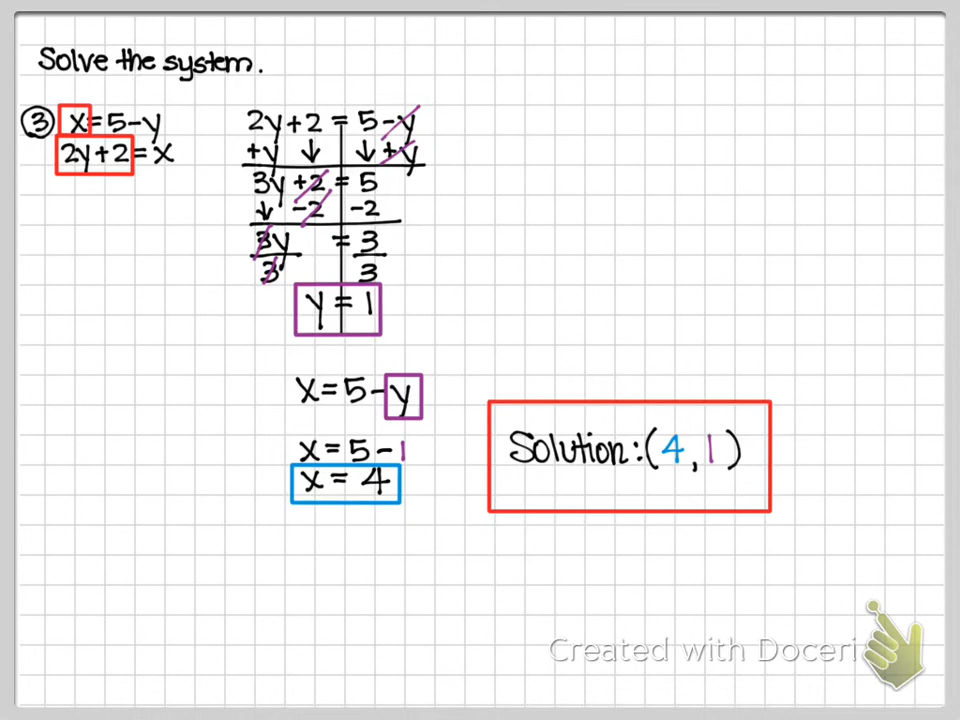 Solve the system.
③ x=5-y
2y+2=x
2y+2=5-y
+y ↓ ↓ +y
3y+2=5
↓ -2 -2
3y = 3
3 3
y=1
x=5-y
x=5-1
x=4
Solution:(4,1)
Created with Doceri